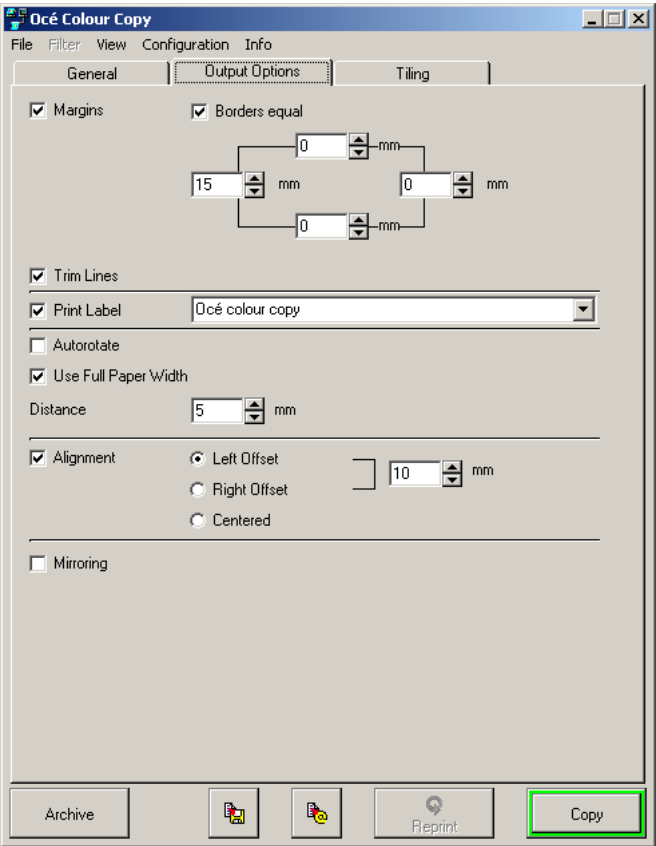 Océ Colour Copy
File Filter View Configuration Info
General Output Options Tiling
Margins Borders equal
0 mm
15 mm 0 mm
0 mm
Trim Lines
Print Label Océ colour copy
Autorotate
Use Full Paper Width
Distance 5 mm
Alignment Left Offset
10 mm
Right Offset
Centered
Mirroring
Archive Reprint Copy